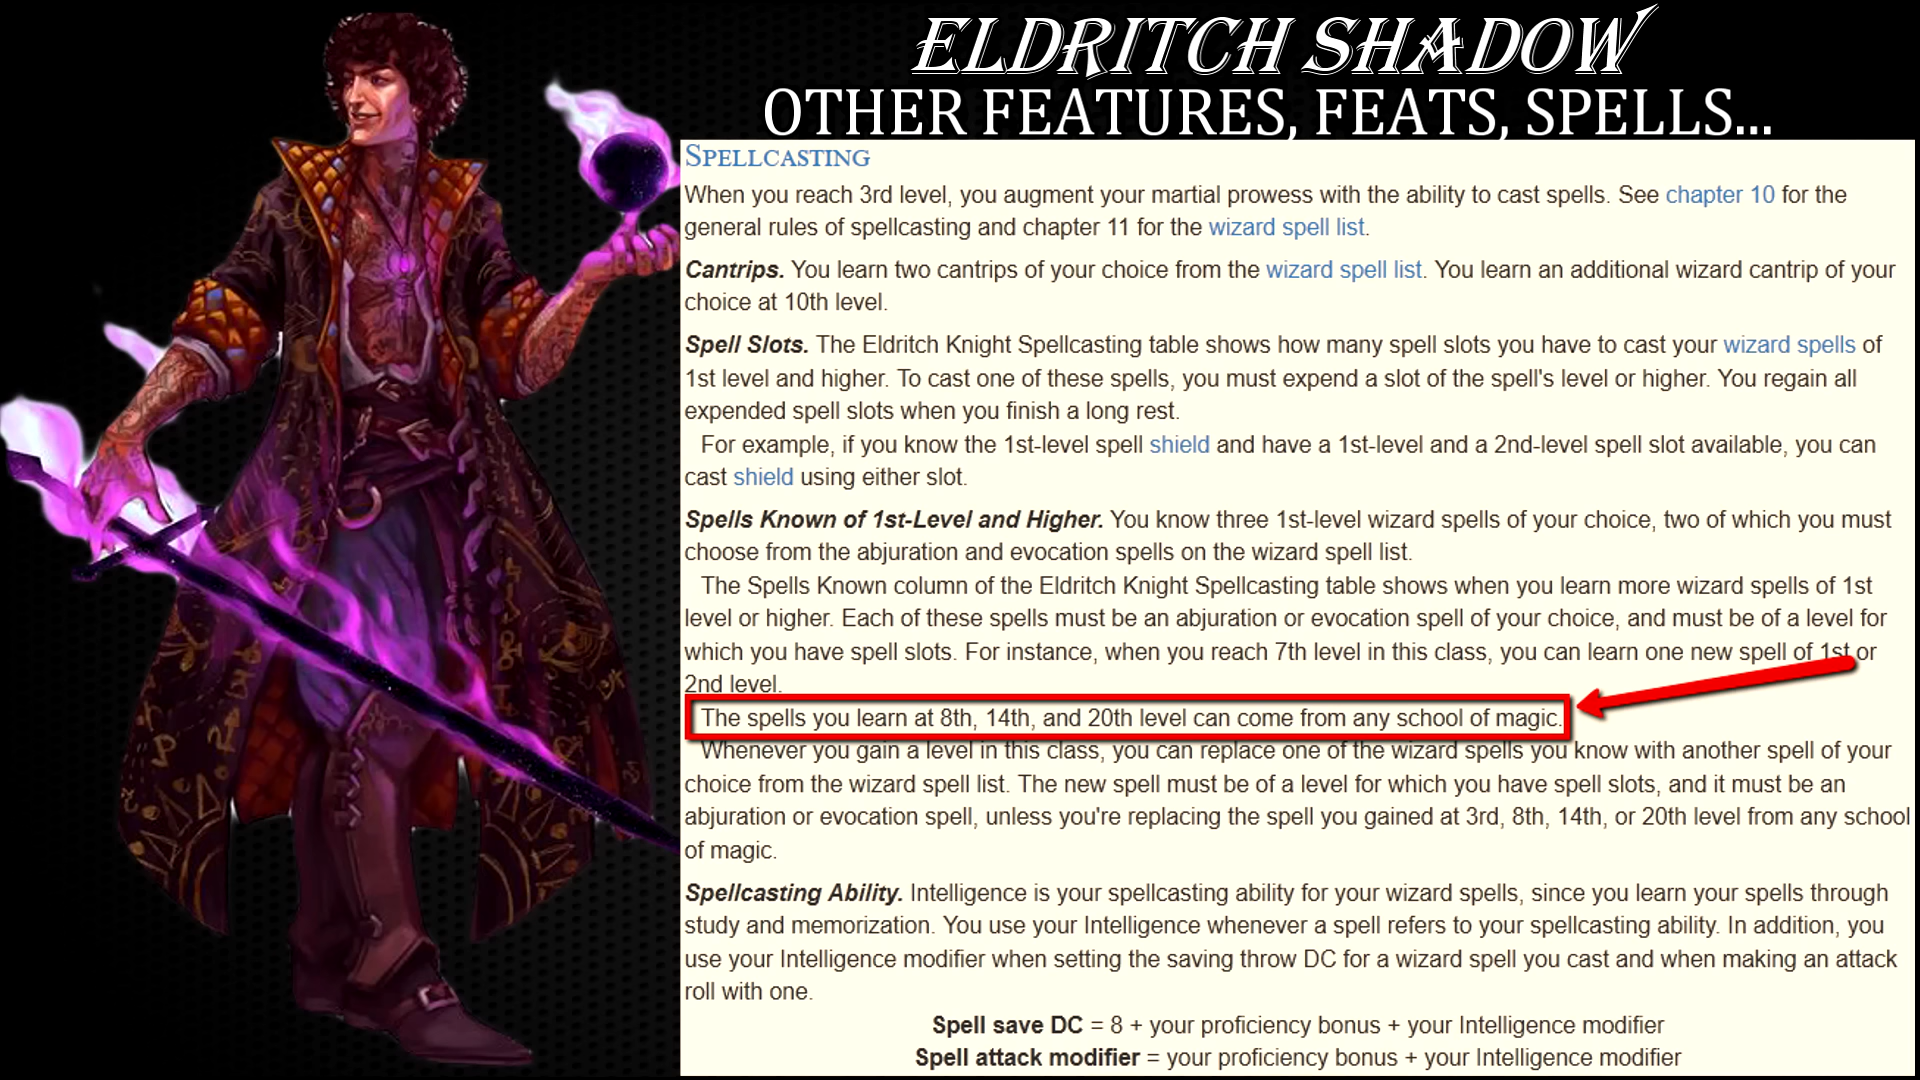 ELDRITCH SHADOW
OTHER FEATURES, FEATS, SPELLS...
SPELLCASTING
When you reach 3rd level, you augment your martial prowess with the ability to cast spells. See chapter 10 for the
general rules of spellcasting and chapter 11 for the wizard spell list.
Cantrips. You learn two cantrips of your choice from the wizard spell list. You learn an additional wizard cantrip of your
choice at 10th level.
Spell Slots. The Eldritch Knight Spellcasting table shows how many spell slots you have to cast your wizard spells of
1st level and higher. To cast one of these spells, you must expend a slot of the spell's level or higher. You regain all
expended spell slots when you finish a long rest.
For example, if you know the 1st-level spell shield and have a 1st-level and a 2nd-level spell slot available, you can
cast shield using either slot.
Spells Known of 1st-Level and Higher. You know three 1st-level wizard spells of your choice, two of which you must
choose from the abjuration and evocation spells on the wizard spell list.
The Spells Known column of the Eldritch Knight Spellcasting table shows when you learn more wizard spells of 1st
level or higher. Each of these spells must be an abjuration or evocation spell of your choice, and must be of a level for
which you have spell slots. For instance, when you reach 7th level in this class, you can learn one new spell of 1st or
2nd level.
The spells you learn at 8th, 14th, and 20th level can come from any school of magic.
Whenever you gain a level in this class, you can replace one of the wizard spells you know with another spell of your
choice from the wizard spell list. The new spell must be of a level for which you have spell slots, and it must be an
abjuration or evocation spell, unless you're replacing the spell you gained at 3rd, 8th, 14th, or 20th level from any school
of magic.
Spellcasting Ability. Intelligence is your spellcasting ability for your wizard spells, since you learn your spells through
study and memorization. You use your Intelligence whenever a spell refers to your spellcasting ability. In addition, you
use your Intelligence modifier when setting the saving throw DC for a wizard spell you cast and when making an attack
roll with one.
Spell save DC = 8 + your proficiency bonus + your Intelligence modifier
Spell attack modifier = your proficiency bonus + your Intelligence modifier